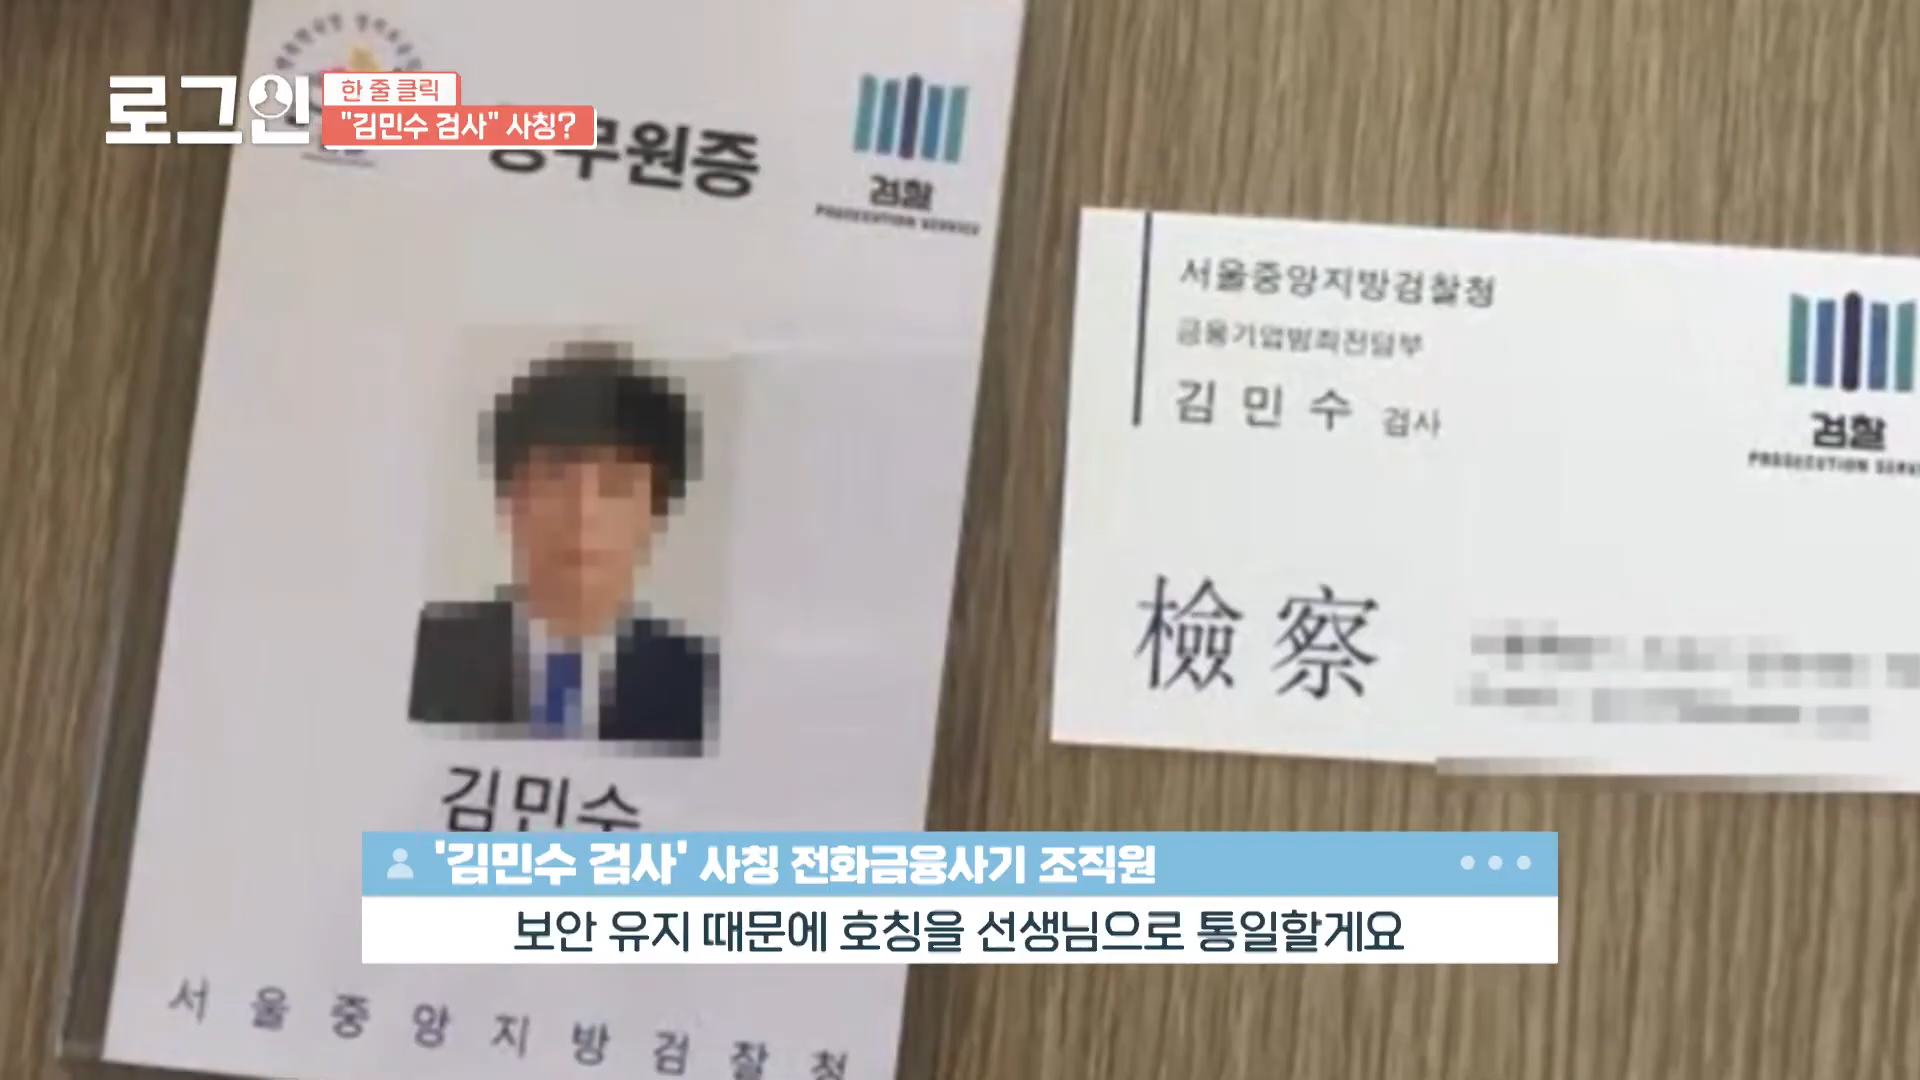 로그인
한 줄 클릭
"김민수 검사" 사칭?
공무원증
검찰
PROSECUTION SERVICE
김민수
서울중앙지방검찰청
서울중앙지방검찰청
금융기업범죄전담부
김민수 검사
검찰
PROSECUTION SERV
檢察
'김민수 검사' 사칭 전화금융사기 조직원
보안 유지 때문에 호칭을 선생님으로 통일할게요